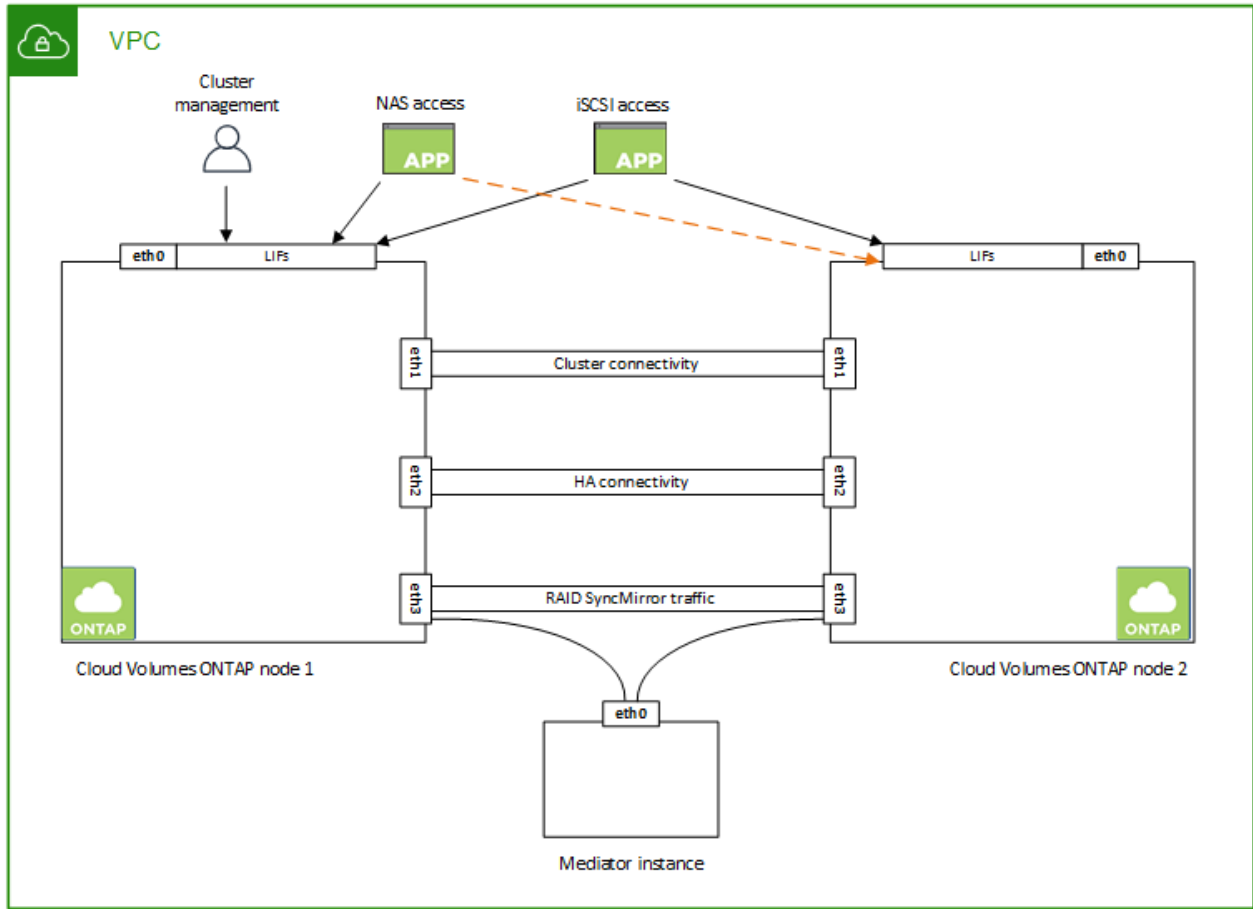 VPC
Cluster
management
NAS access
iSCSI access
APP
APP
eth0
LIFs
LIFs
eth0
eth1
Cluster connectivity
eth1
eth2
HA connectivity
eth2
eth3
RAID SyncMirror traffic
eth3
ONTAP
ONTAP
Cloud Volumes ONTAP node 1
Cloud Volumes ONTAP node 2
eth0
Mediator instance